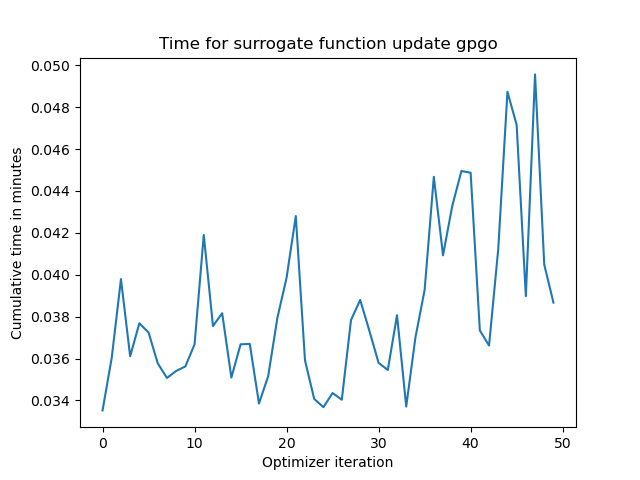 Time for surrogate function update gpgo
Cumulative time in minutes
0.050
0.048
0.046
0.044
0.042
0.040
0.038
0.036
0.034
0 10 20 30 40 50
Optimizer iteration